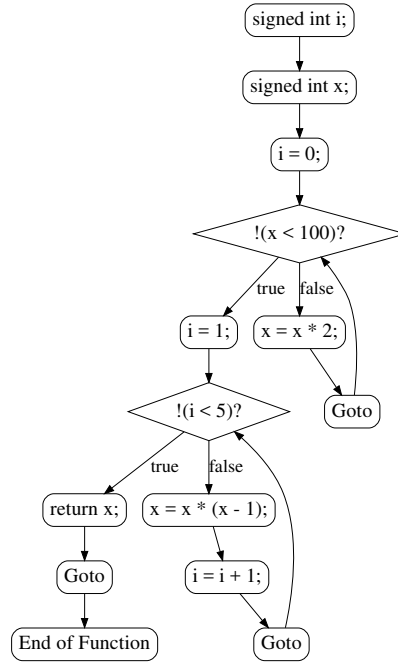 signed int i;
signed int x;
i = 0;
!(x < 100)?
true
false
i = 1;
x = x * 2;
!(i < 5)?
Goto
true
false
return x;
x = x * (x - 1);
Goto
i = i + 1;
End of Function
Goto